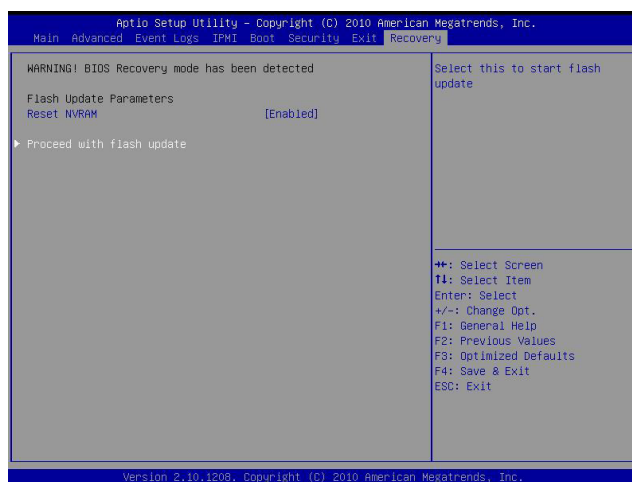 Aptio Setup Utility – Copyright (C) 2010 American Megatrends, Inc.
Main Advanced Event Logs IPMI Boot Security Exit Recovery
WARNING! BIOS Recovery mode has been detected
Flash Update Parameters
Reset NVRAM [Enabled]
Proceed with flash update
Select this to start flash
update
→←: Select Screen
↑↓: Select Item
Enter: Select
+/-: Change Opt.
F1: General Help
F2: Previous Values
F3: Optimized Defaults
F4: Save & Exit
ESC: Exit
Version 2.10.1208. Copyright (C) 2010 American Megatrends, Inc.